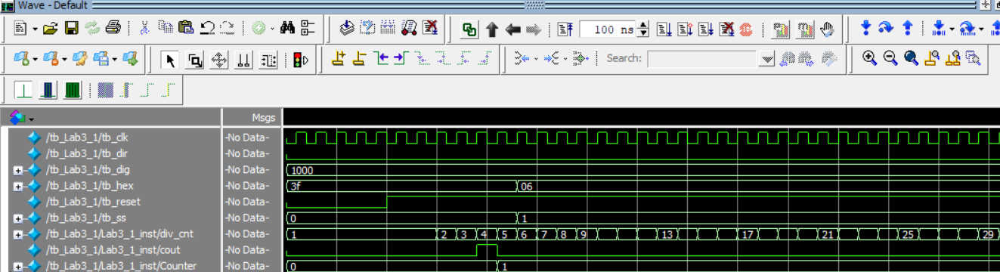 Wave - Default
100 ns
Search:
Msgs
/tb_Lab3_1/tb_clk -No Data-
/tb_Lab3_1/tb_dir -No Data-
/tb_Lab3_1/tb_dig -No Data- 1000
/tb_Lab3_1/tb_hex -No Data- 3f 06
/tb_Lab3_1/tb_reset -No Data-
/tb_Lab3_1/tb_ss -No Data- 0 1
/tb_Lab3_1/Lab3_1_inst/div_cnt -No Data- 1 2 3 4 5 6 7 8 9 13 17 21 25 29
/tb_Lab3_1/Lab3_1_inst/cout -No Data-
/tb_Lab3_1/Lab3_1_inst/Counter -No Data- 0 1